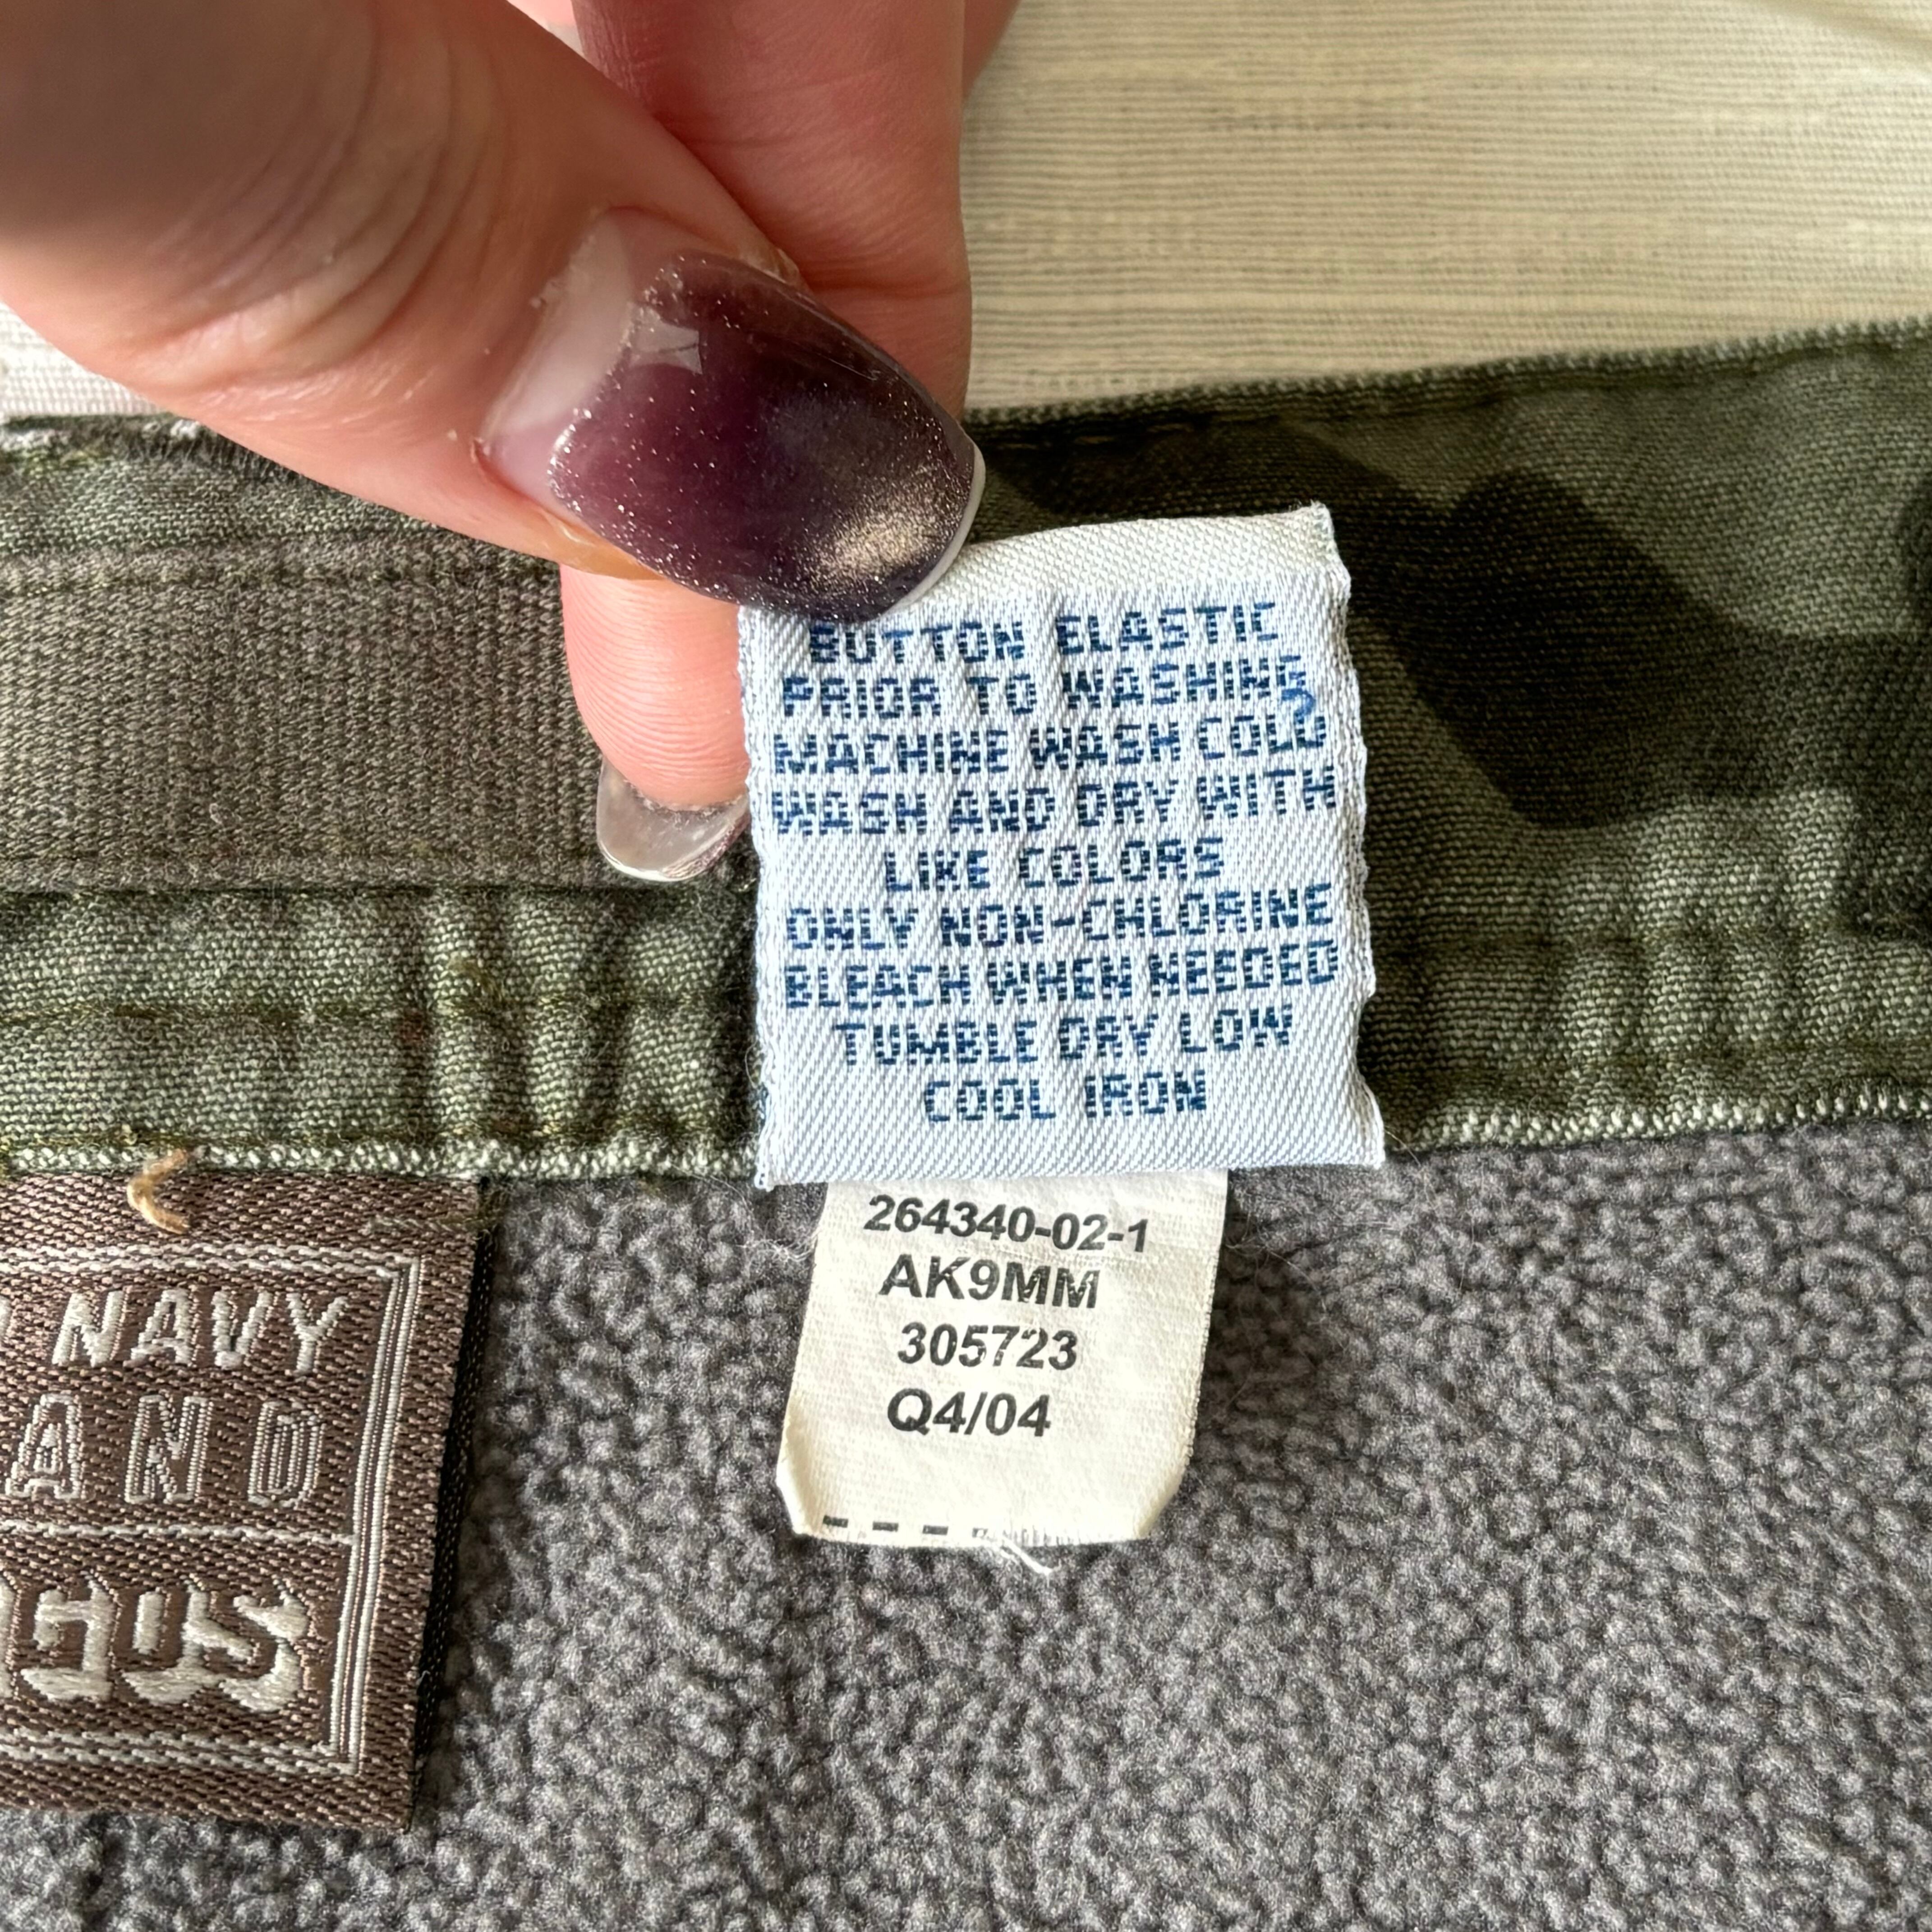 BUTTON ELASTIC
PRIOR TO WASHING
MACHINE WASH COLD
WASH AND DRY WITH
LIKE COLORS
ONLY NON-CHLORINE
BLEACH WHEN NEEDED
TUMBLE DRY LOW
COOL IRON
264340-02-1
AK9MM
305723
Q4/04
NAVY
AND